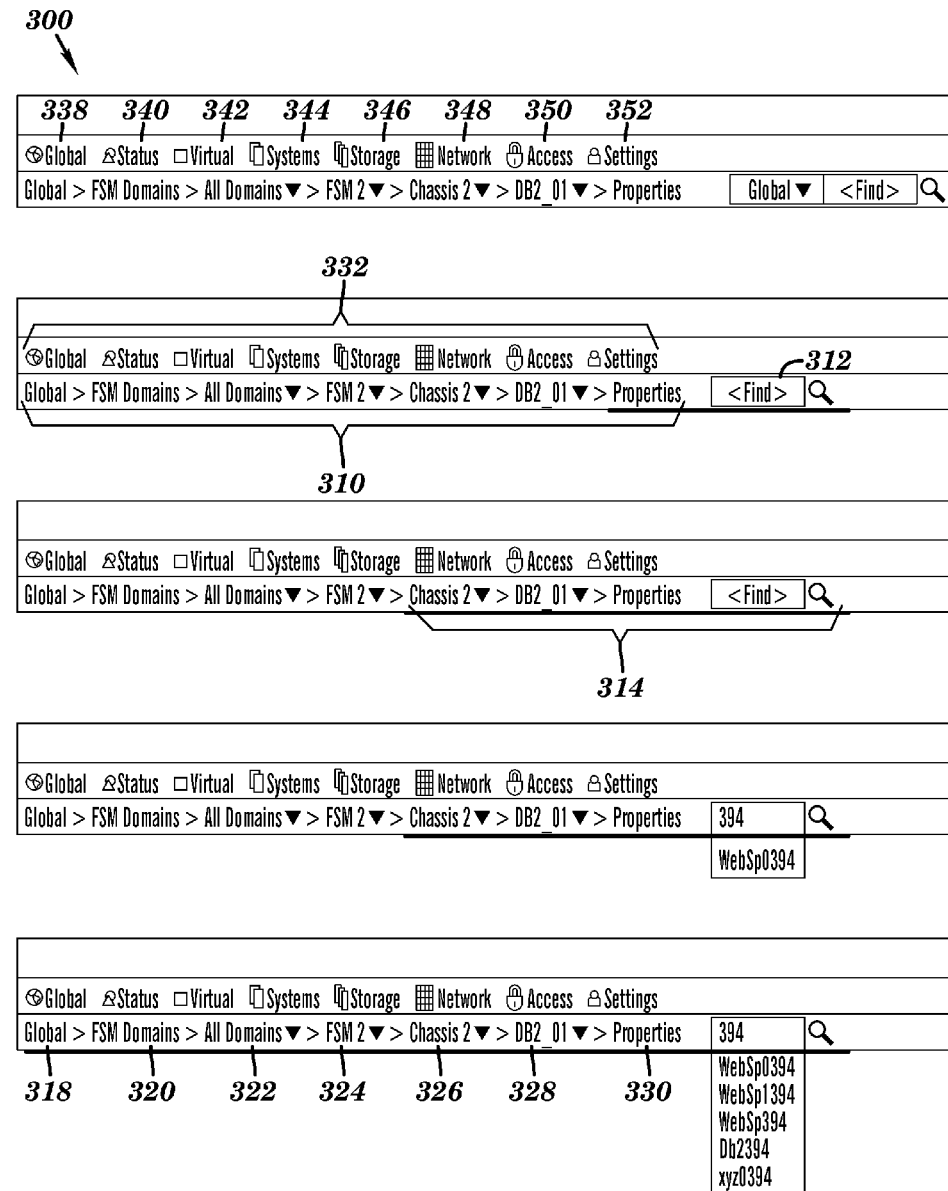 300
338 340 342 344 346 348 350 352
Global Status Virtual Systems Storage Network Access Settings
Global > FSM Domains > All Domains▼ > FSM 2▼ > Chassis 2▼ > DB2_01▼ > Properties Global▼ <Find>
332
Global Status Virtual Systems Storage Network Access Settings
312
Global > FSM Domains > All Domains▼ > FSM 2▼ > Chassis 2▼ > DB2_01▼ > Properties <Find>
310
Global Status Virtual Systems Storage Network Access Settings
Global > FSM Domains > All Domains▼ > FSM 2▼ > Chassis 2▼ > DB2_01▼ > Properties <Find>
314
Global Status Virtual Systems Storage Network Access Settings
Global > FSM Domains > All Domains▼ > FSM 2▼ > Chassis 2▼ > DB2_01▼ > Properties 394
WebSp0394
Global Status Virtual Systems Storage Network Access Settings
Global > FSM Domains > All Domains▼ > FSM 2▼ > Chassis 2▼ > DB2_01▼ > Properties 394
318 320 322 324 326 328 330
WebSp0394
WebSp1394
WebSp394
Db2394
xyz0394